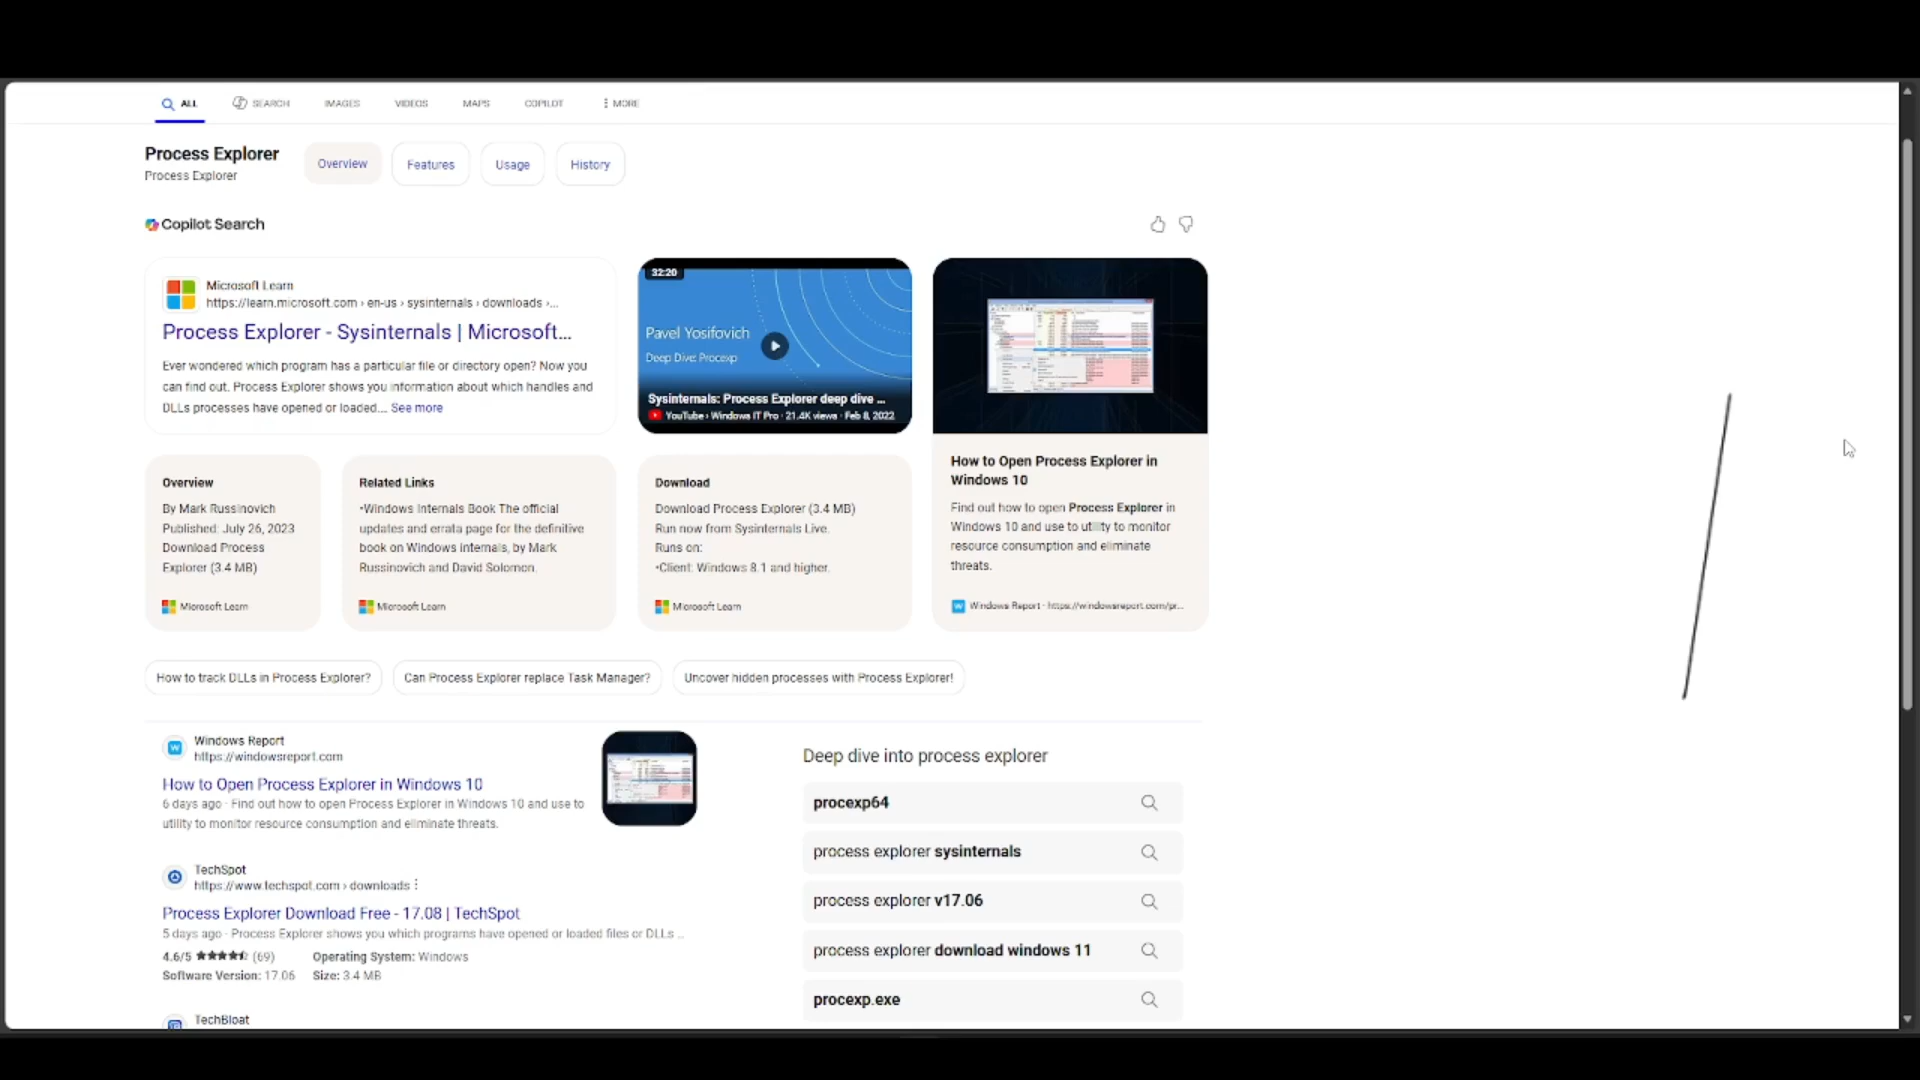 ALL SEARCH IMAGES VIDEOS MAPS COPILOT MORE
Process Explorer
Process Explorer
Overview Features Usage History
Copilot Search
Microsoft Learn
https://learn.microsoft.com › en-us › sysinternals › downloads ›...
Process Explorer - Sysinternals | Microsoft...
Ever wondered which program has a particular file or directory open? Now you
can find out. Process Explorer shows you information about which handles and
DLLs processes have opened or loaded... See more
32:20
Pavel Yosifovich
Deep Dive: Procexp
Sysinternals: Process Explorer deep dive ...
YouTube › Windows IT Pro · 21.4K views · Feb 8, 2022
How to Open Process Explorer in
Windows 10
Find out how to open Process Explorer in
Windows 10 and use to utility to monitor
resource consumption and eliminate
threats.
Windows Report - https://windowsreport.com/pr...
Overview
By Mark Russinovich
Published: July 26, 2023
Download Process
Explorer (3.4 MB)
Microsoft Learn
Related Links
•Windows Internals Book The official
updates and errata page for the definitive
book on Windows internals, by Mark
Russinovich and David Solomon.
Microsoft Learn
Download
Download Process Explorer (3.4 MB)
Run now from Sysinternals Live.
Runs on:
•Client: Windows 8.1 and higher.
Microsoft Learn
How to track DLLs in Process Explorer?
Can Process Explorer replace Task Manager?
Uncover hidden processes with Process Explorer!
Windows Report
https://windowsreport.com
How to Open Process Explorer in Windows 10
6 days ago · Find out how to open Process Explorer in Windows 10 and use to
utility to monitor resource consumption and eliminate threats.
TechSpot
https://www.techspot.com › downloads
Process Explorer Download Free - 17.08 | TechSpot
5 days ago · Process Explorer shows you which programs have opened or loaded files or DLLs ...
4.6/5 (69) Operating System: Windows
Software Version: 17.06 Size: 3.4 MB
TechBloat
Deep dive into process explorer
procexp64
process explorer sysinternals
process explorer v17.06
process explorer download windows 11
procexp.exe